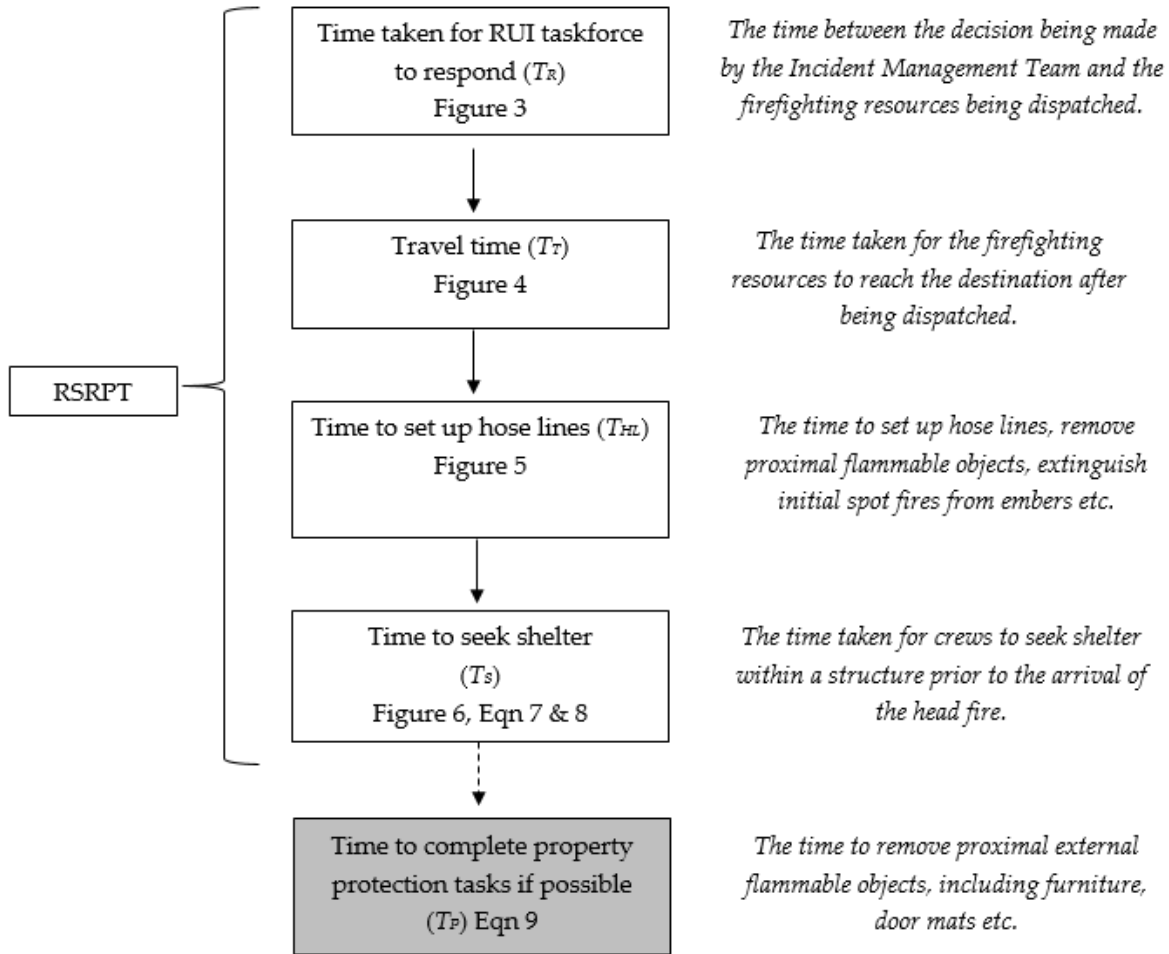 Time taken for RUI taskforce
to respond (TR)
Figure 3
The time between the decision being made
by the Incident Management Team and the
firefighting resources being dispatched.
Travel time (TT)
Figure 4
The time taken for the firefighting
resources to reach the destination after
being dispatched.
RSRPT
Time to set up hose lines (THL)
Figure 5
The time to set up hose lines, remove
proximal flammable objects, extinguish
initial spot fires from embers etc.
Time to seek shelter
(TS)
Figure 6, Eqn 7 & 8
The time taken for crews to seek shelter
within a structure prior to the arrival of
the head fire.
Time to complete property
protection tasks if possible
(TP) Eqn 9
The time to remove proximal external
flammable objects, including furniture,
door mats etc.